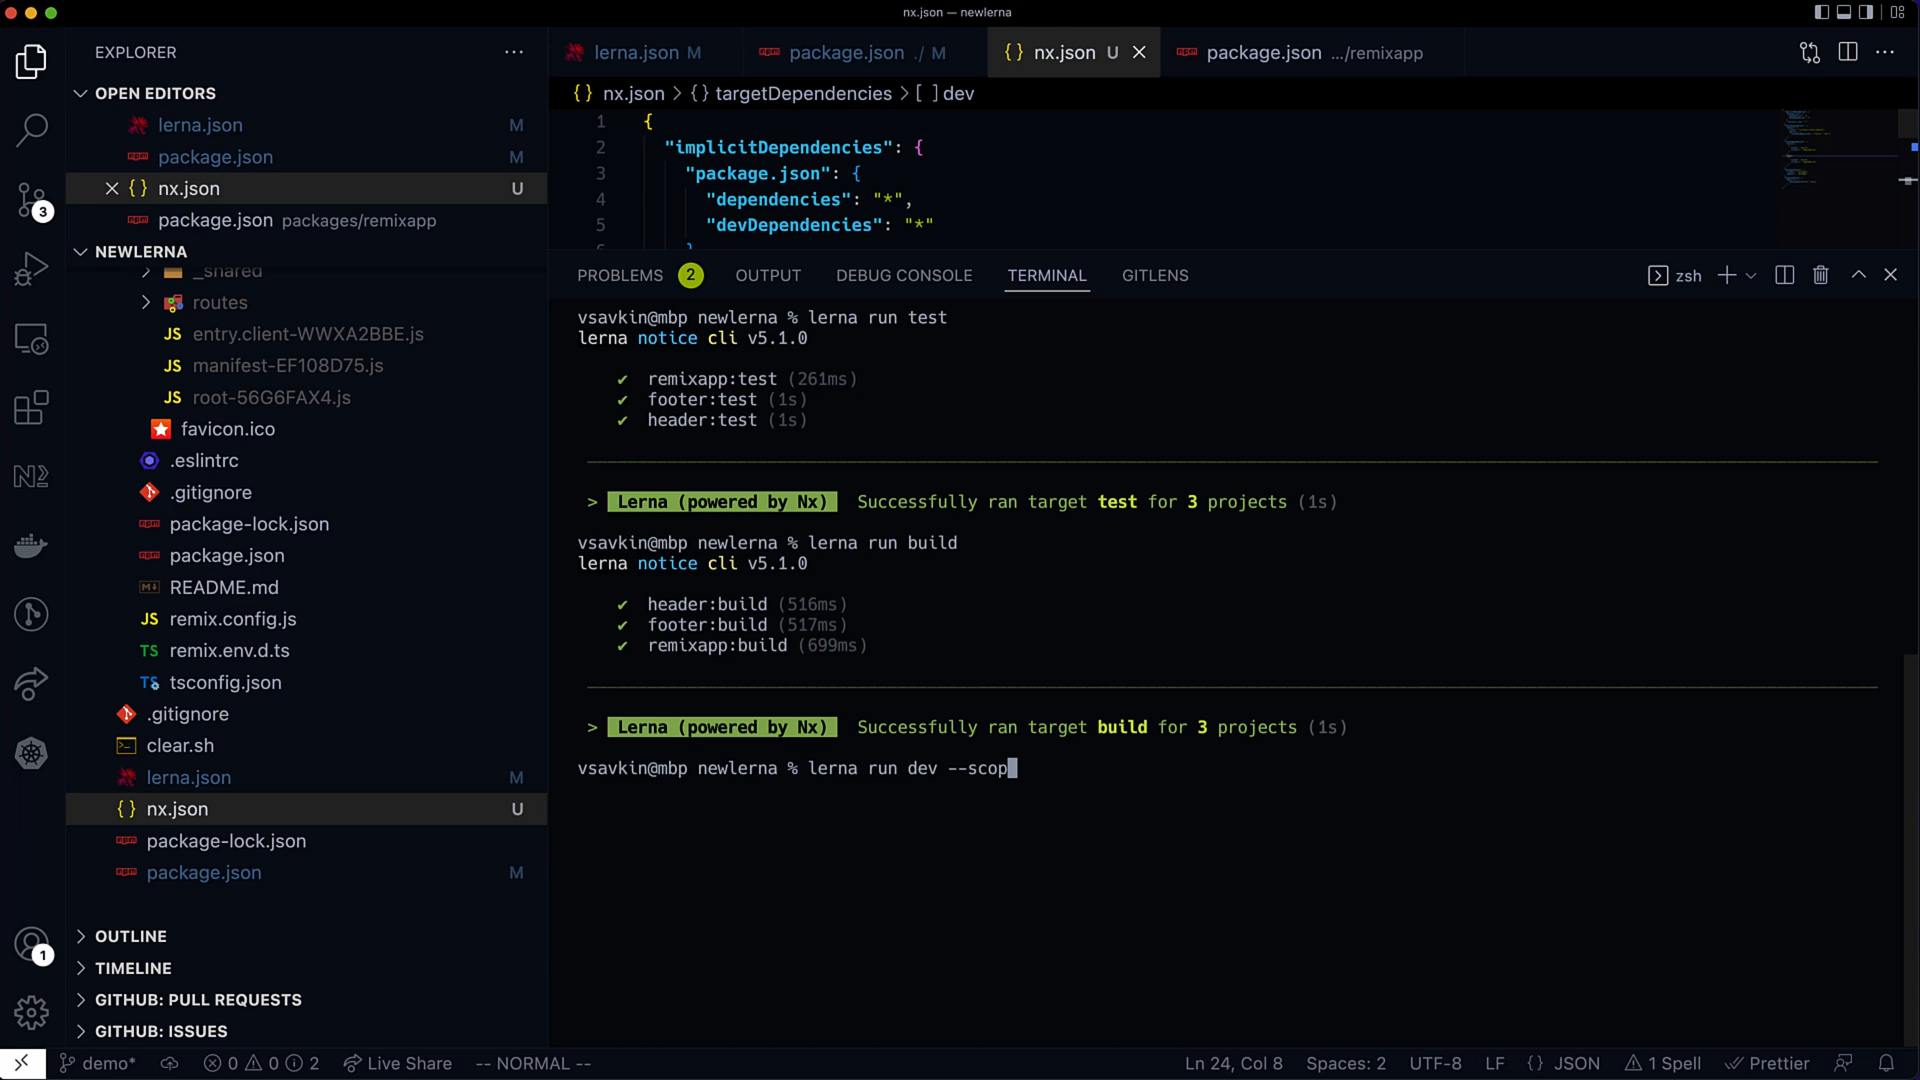 nx.json — newlerna
EXPLORER
OPEN EDITORS
lerna.json M
package.json M
nx.json U
package.json packages/remixapp
NEWLERNA
_shared
routes
JS entry.client-WWXA2BBE.js
JS manifest-EF108D75.js
JS root-56G6FAX4.js
favicon.ico
.eslintrc
.gitignore
package-lock.json
package.json
README.md
JS remix.config.js
TS remix.env.d.ts
TS tsconfig.json
.gitignore
clear.sh
lerna.json M
{} nx.json U
package-lock.json
package.json M
OUTLINE
TIMELINE
GITHUB: PULL REQUESTS
GITHUB: ISSUES
3
1
lerna.json M
package.json ./ M
{} nx.json U
package.json .../remixapp
{} nx.json > {} targetDependencies > [ ] dev
1 {
2 "implicitDependencies": {
3 "package.json": {
4 "dependencies": "*",
5 "devDependencies": "*"
6 }
PROBLEMS 2 OUTPUT DEBUG CONSOLE TERMINAL GITLENS
zsh
vsavkin@mbp newlerna % lerna run test
lerna notice cli v5.1.0
✔ remixapp:test (261ms)
✔ footer:test (1s)
✔ header:test (1s)
> Lerna (powered by Nx) Successfully ran target test for 3 projects (1s)
vsavkin@mbp newlerna % lerna run build
lerna notice cli v5.1.0
✔ header:build (516ms)
✔ footer:build (517ms)
✔ remixapp:build (699ms)
> Lerna (powered by Nx) Successfully ran target build for 3 projects (1s)
vsavkin@mbp newlerna % lerna run dev --scop
demo* 0 0 2 Live Share -- NORMAL -- Ln 24, Col 8 Spaces: 2 UTF-8 LF {} JSON 1 Spell Prettier